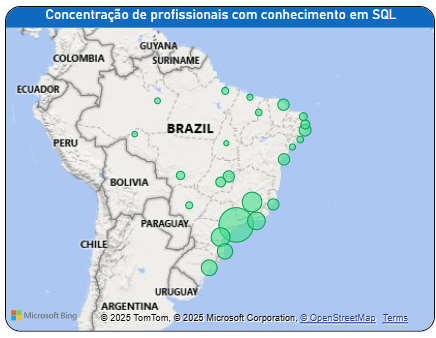 Concentração de profissionais com conhecimento em SQL
GUYANA
COLOMBIA
SURINAME
ECUADOR
BRAZIL
PERU
BOLIVIA
PARAGUAY
CHILE
URUGUAY
ARGENTINA
Microsoft Bing
© 2025 TomTom, © 2025 Microsoft Corporation, © OpenStreetMap Terms